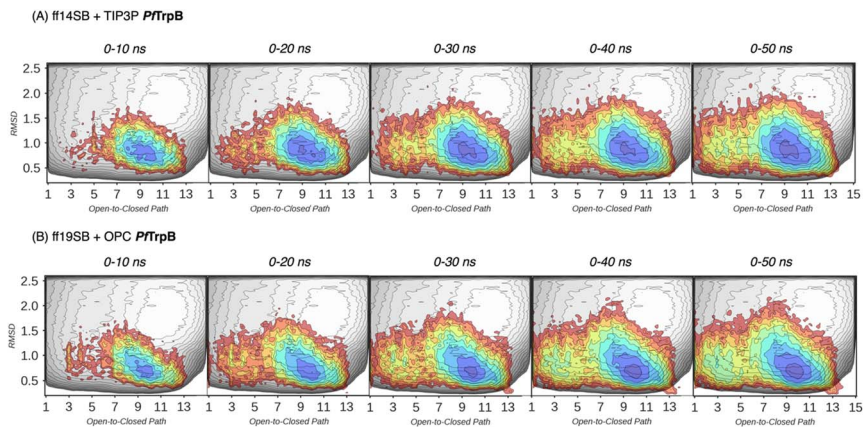 (A) ff14SB + TIP3P PfTrpB
0-10 ns 0-20 ns 0-30 ns 0-40 ns 0-50 ns
2.5
2.0
1.5
1.0
0.5
RMSD
1 3 5 7 9 11 13 1 3 5 7 9 11 13 1 3 5 7 9 11 13 1 3 5 7 9 11 13 1 3 5 7 9 11 13 15
Open-to-Closed Path Open-to-Closed Path Open-to-Closed Path Open-to-Closed Path Open-to-Closed Path
(B) ff19SB + OPC PfTrpB
0-10 ns 0-20 ns 0-30 ns 0-40 ns 0-50 ns
2.5
2.0
1.5
1.0
0.5
RMSD
1 3 5 7 9 11 13 1 3 5 7 9 11 13 1 3 5 7 9 11 13 1 3 5 7 9 11 13 1 3 5 7 9 11 13 15
Open-to-Closed Path Open-to-Closed Path Open-to-Closed Path Open-to-Closed Path Open-to-Closed Path